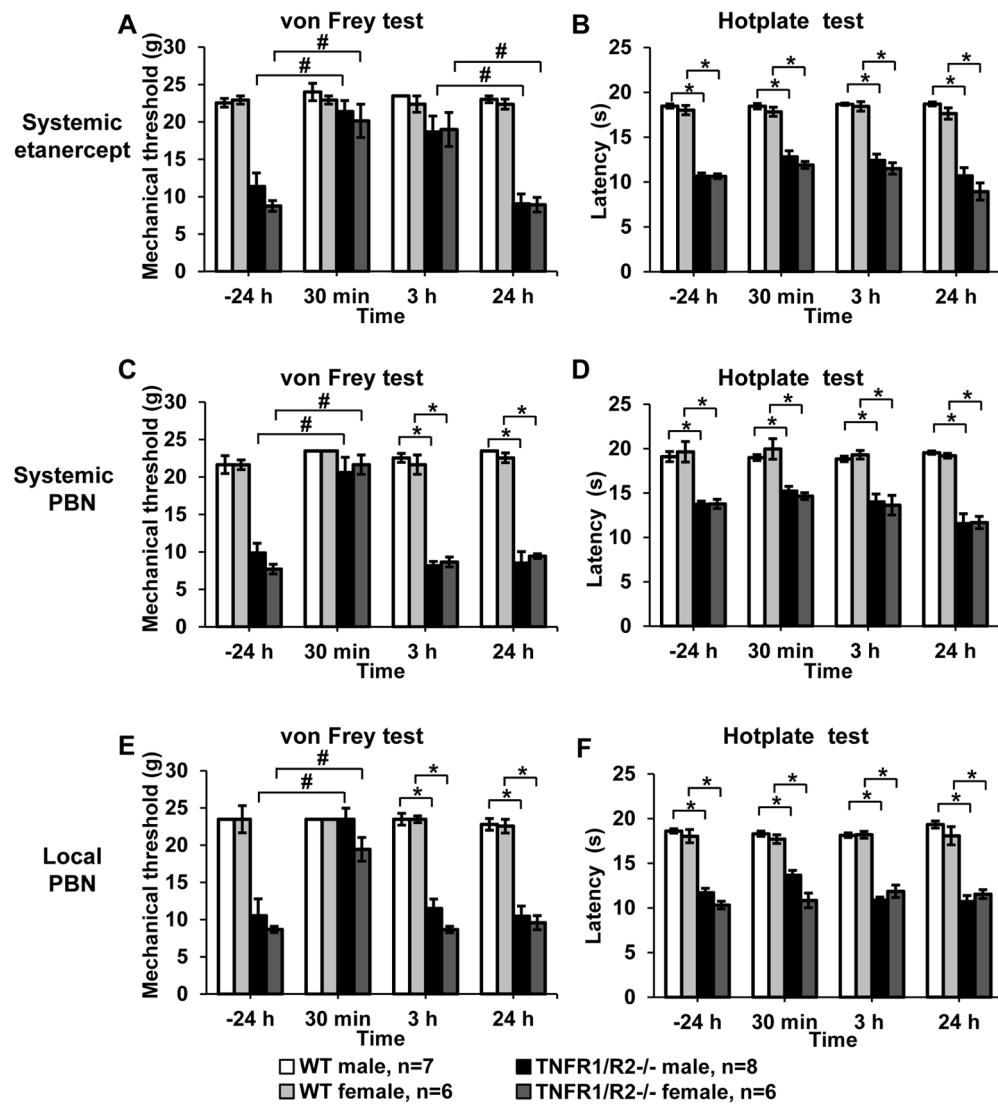 A
von Frey test
Systemic
etanercept
Mechanical threshold (g)
30
25
20
15
10
5
0
#
#
#
#
-24 h
30 min
3 h
24 h
Time
B
Hotplate test
Latency (s)
25
20
15
10
5
0
*
*
*
*
*
*
*
*
-24 h
30 min
3 h
24 h
Time
C
von Frey test
Systemic
PBN
Mechanical threshold (g)
30
25
20
15
10
5
0
#
#
*
*
*
*
-24 h
30 min
3 h
24 h
Time
D
Hotplate test
Latency (s)
25
20
15
10
5
0
*
*
*
*
*
*
*
*
-24 h
30 min
3 h
24 h
Time
E
von Frey test
Local
PBN
Mechanical threshold (g)
30
25
20
15
10
5
0
#
#
*
*
*
*
-24 h
30 min
3 h
24 h
Time
F
Hotplate test
Latency (s)
25
20
15
10
5
0
*
*
*
*
*
*
*
*
-24 h
30 min
3 h
24 h
Time
WT male, n=7
TNFR1/R2-/- male, n=8
WT female, n=6
TNFR1/R2-/- female, n=6